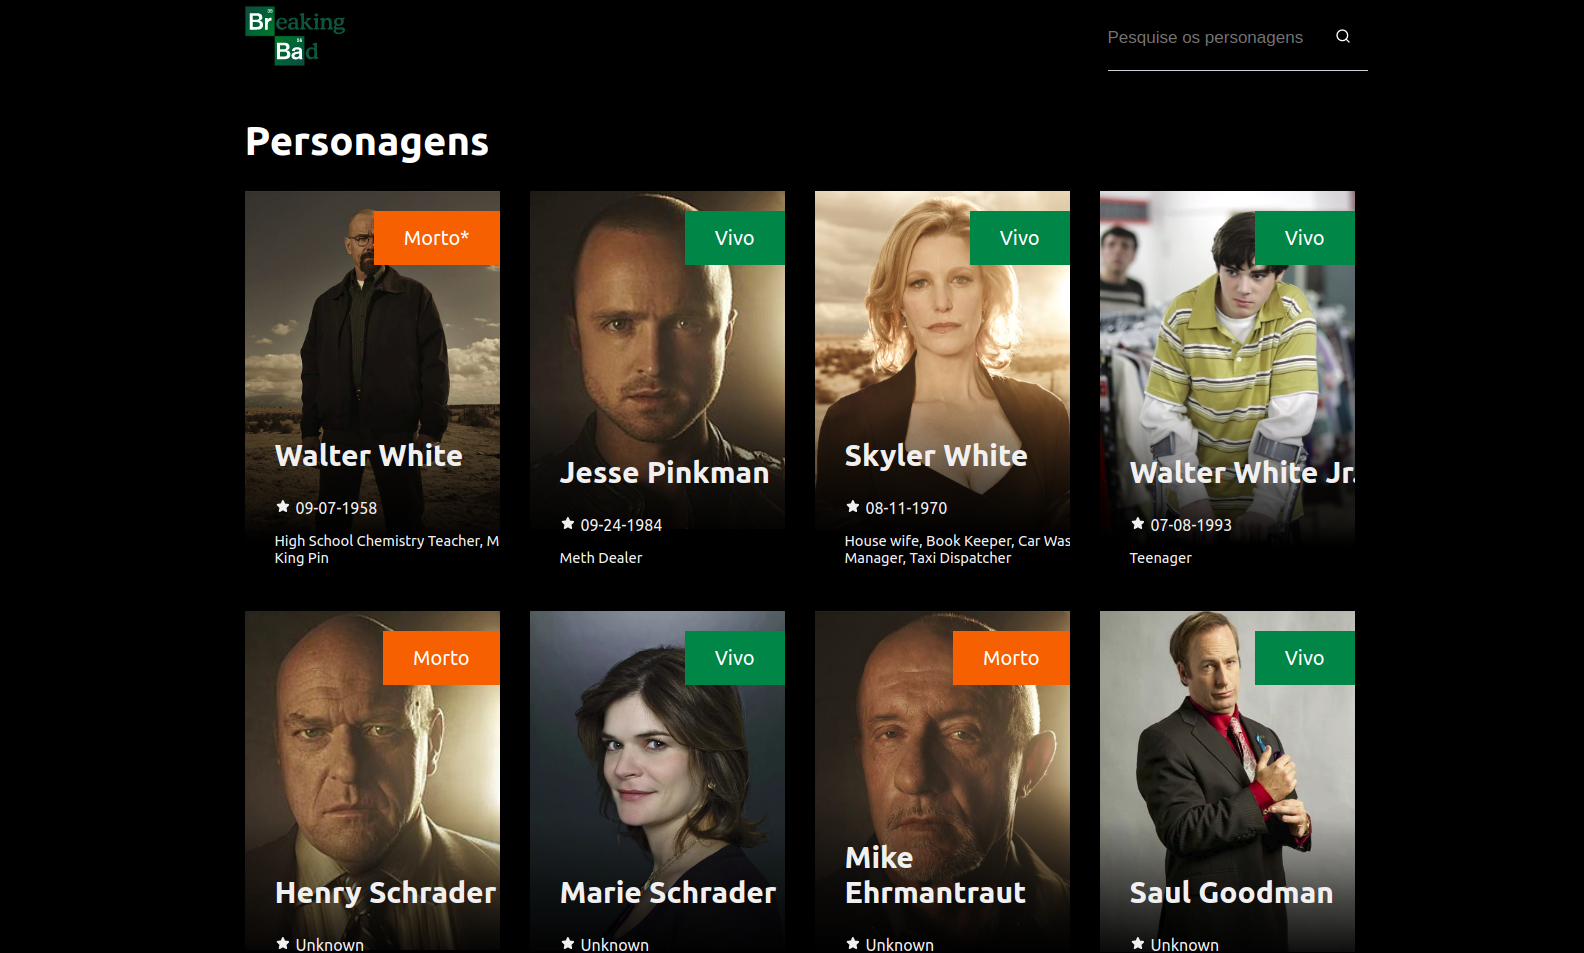 Breaking
Bad
35
56
Pesquise os personagens
Personagens
Morto*
Walter White
09-07-1958
High School Chemistry Teacher, M
King Pin
Vivo
Jesse Pinkman
09-24-1984
Meth Dealer
Vivo
Skyler White
08-11-1970
House wife, Book Keeper, Car Was
Manager, Taxi Dispatcher
Vivo
Walter White Jr.
07-08-1993
Teenager
Morto
Henry Schrader
Unknown
Vivo
Marie Schrader
Unknown
Morto
Mike
Ehrmantraut
Unknown
Vivo
Saul Goodman
Unknown